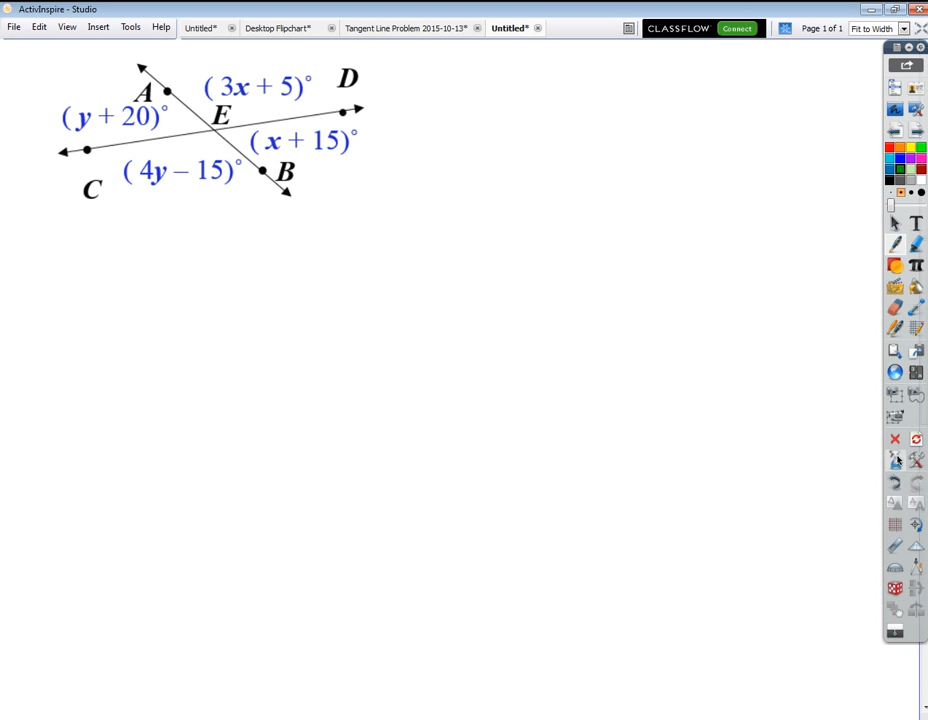 ActivInspire - Studio
File Edit View Insert Tools Help
Untitled* Desktop Flipchart* Tangent Line Problem 2015-10-13* Untitled*
CLASSFLOW Connect
Page 1 of 1 Fit to Width
A (3x + 5)° D
(y + 20)° E
(x + 15)°
(4y – 15)° B
C
T
π